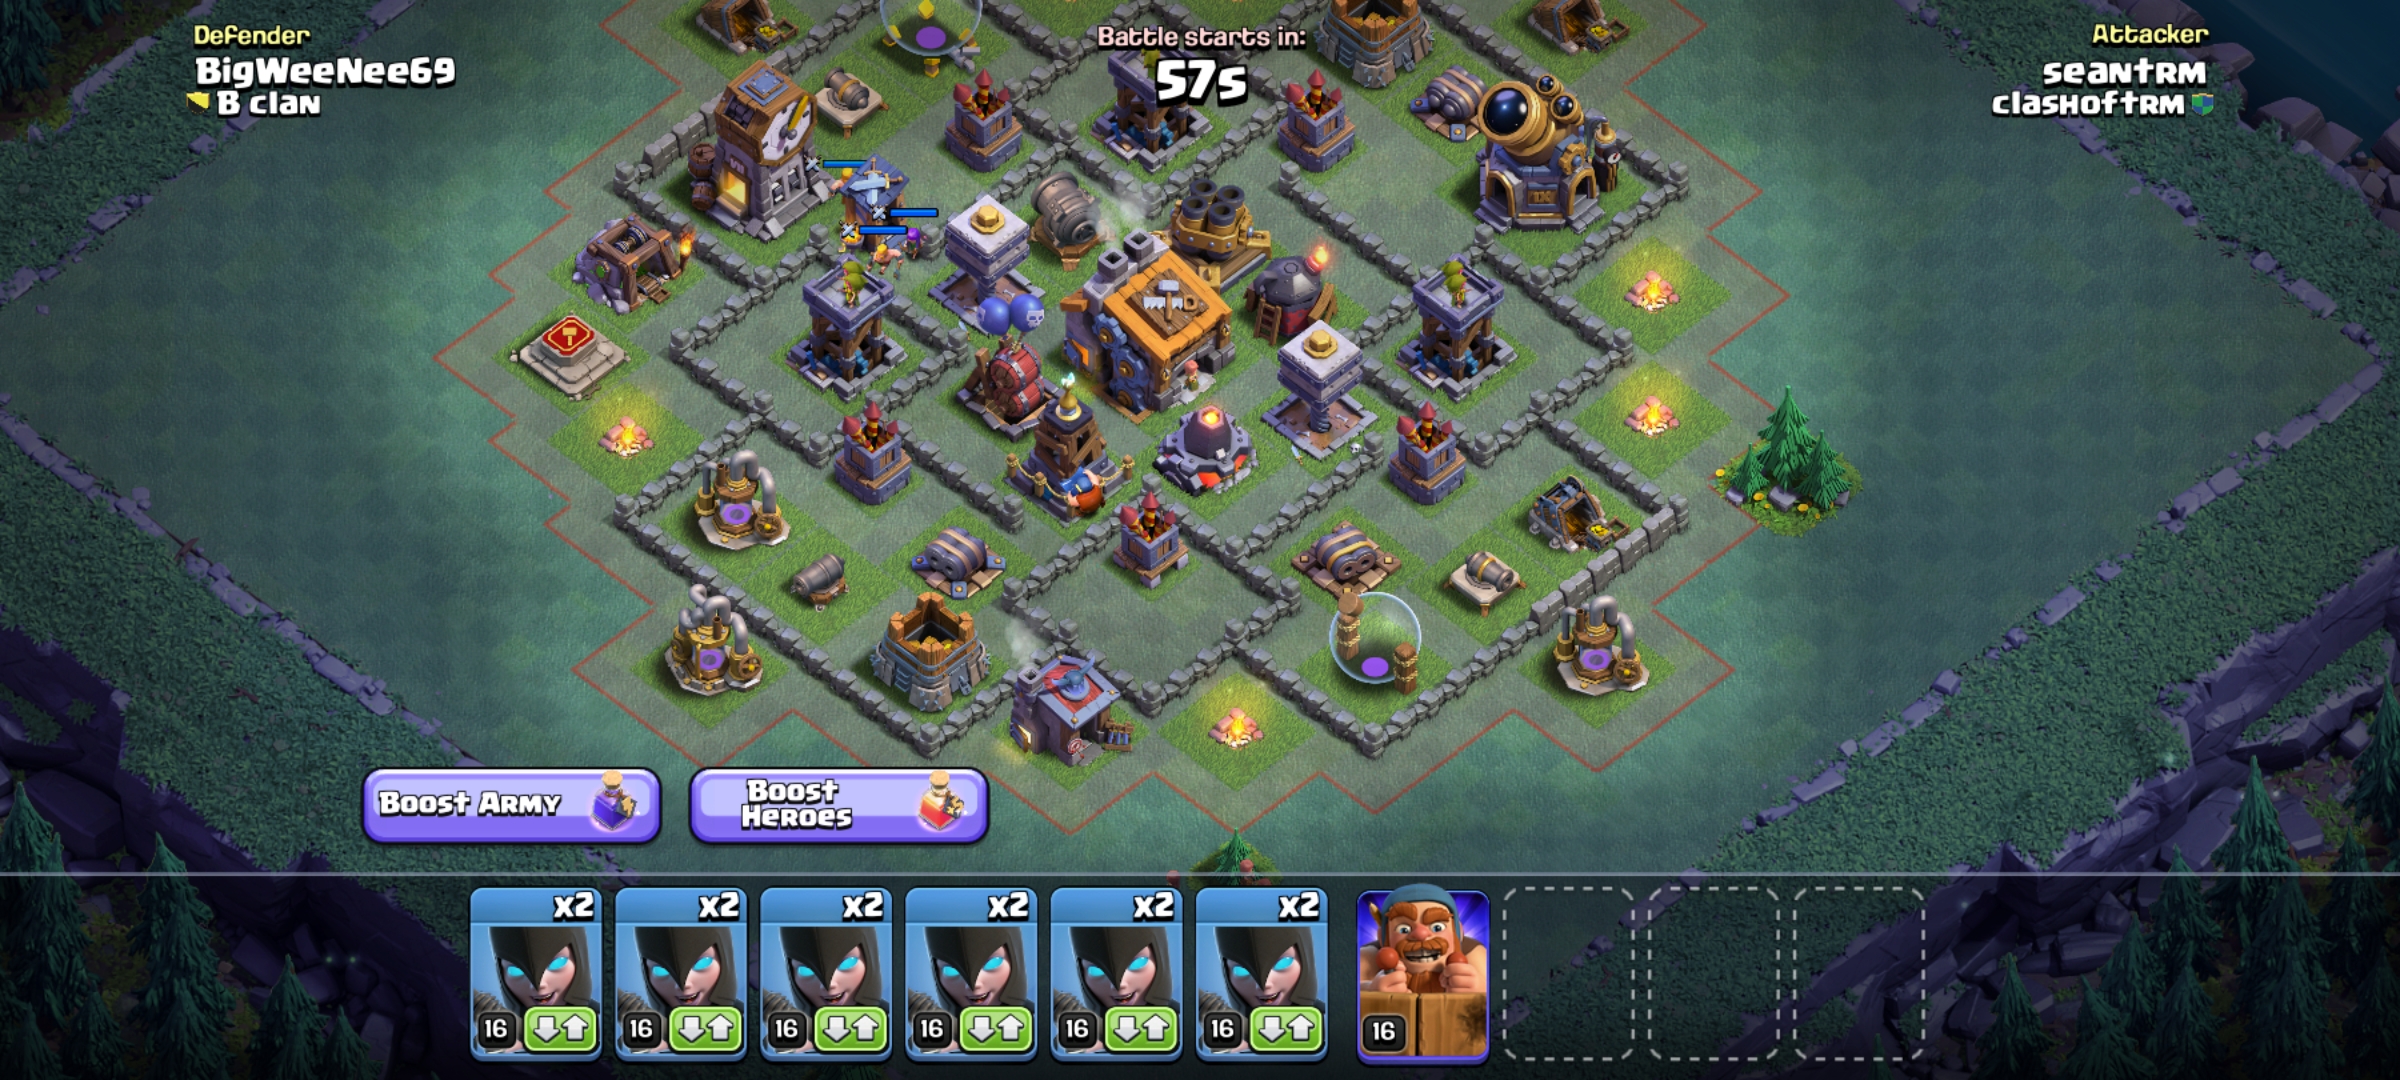 Defender
BigWeeNee69
B clan
Battle starts in:
57s
Attacker
seantRM
clashoftRM
Boost Army
Boost
Heroes
x2
x2
x2
x2
x2
x2
16
16
16
16
16
16
16